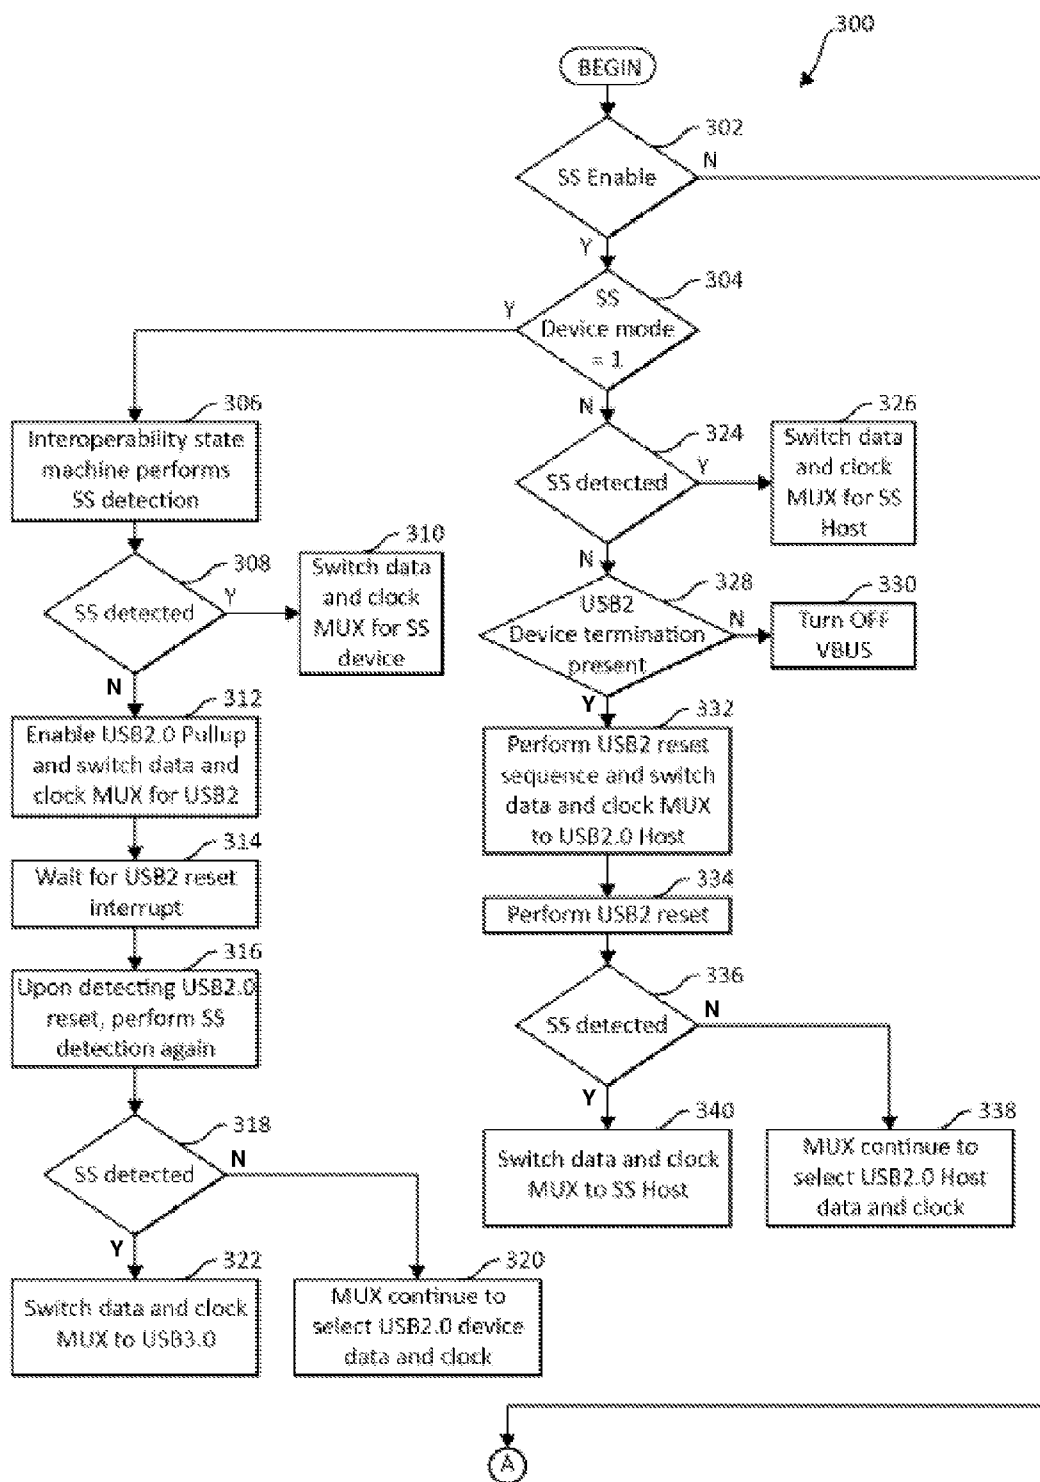 300
BEGIN
302
SS Enable
N
Y
304
SS
Device mode
= 1
Y
N
306
Interoperability state
machine performs
SS detection
308
SS detected
Y
N
310
Switch data
and clock
MUX for SS
device
312
Enable USB2.0 Pullup
and switch data and
clock MUX for USB2
314
Wait for USB2 reset
interrupt
316
Upon detecting USB2.0
reset, perform SS
detection again
318
SS detected
N
Y
322
Switch data and clock
MUX to USB3.0
320
MUX continue to
select USB2.0 device
data and clock
324
SS detected
Y
N
326
Switch data
and clock
MUX for SS
Host
328
USB2
Device termination
present
N
Y
330
Turn OFF
VBUS
332
Perform USB2 reset
sequence and switch
data and clock MUX
to USB2.0 Host
334
Perform USB2 reset
336
SS detected
N
Y
340
Switch data and clock
MUX to SS Host
338
MUX continue to
select USB2.0 Host
data and clock
A